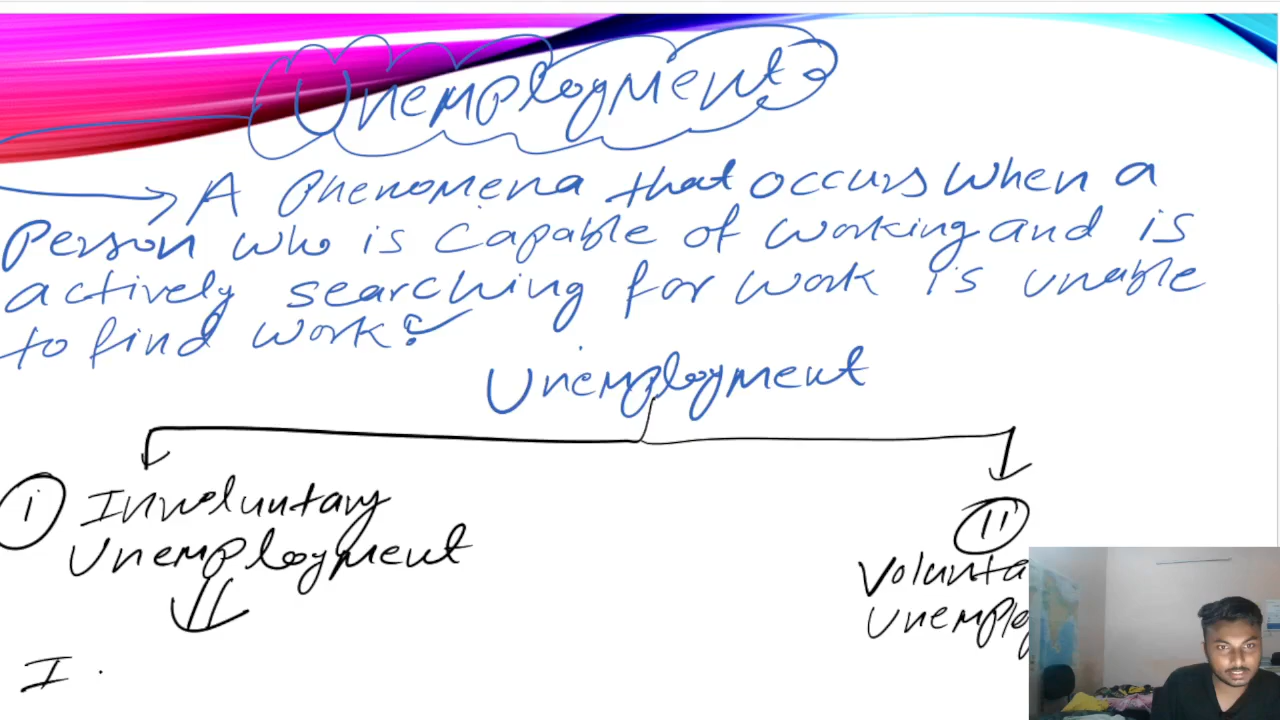 Unemployment
A Phenomena that occurs when a
Person who is capable of working and is
actively searching for work is unable
to find work.
Unemployment
i Involuntary
Unemployment
II
Volunta
Unemplo
I.